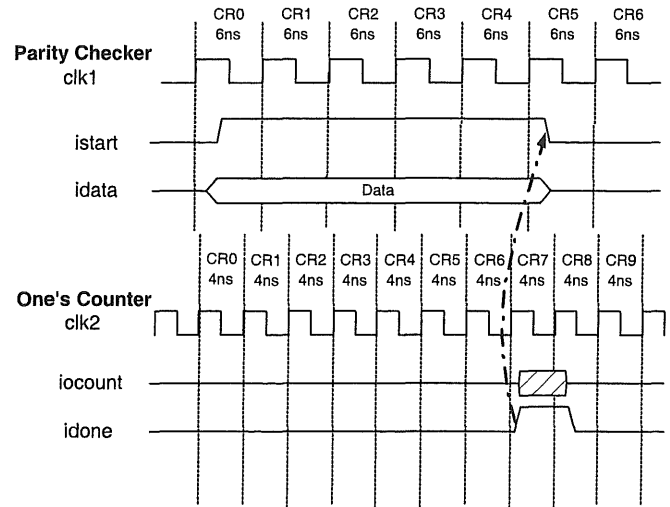 CR0 CR1 CR2 CR3 CR4 CR5 CR6
6ns 6ns 6ns 6ns 6ns 6ns 6ns
Parity Checker
clk1
istart
idata
Data
CR0 CR1 CR2 CR3 CR4 CR5 CR6 CR7 CR8 CR9
4ns 4ns 4ns 4ns 4ns 4ns 4ns 4ns 4ns 4ns
One's Counter
clk2
iocount
idone